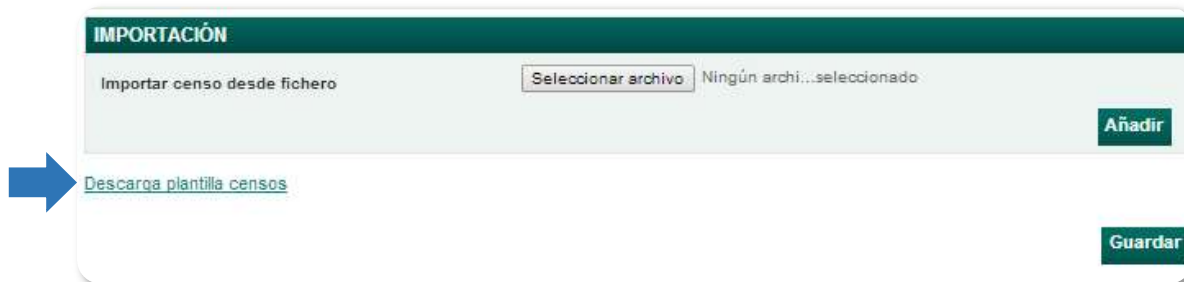 IMPORTACIÓN
Importar censo desde fichero Seleccionar archivo Ningún archi...seleccionado
Añadir
Descarga plantilla censos
Guardar